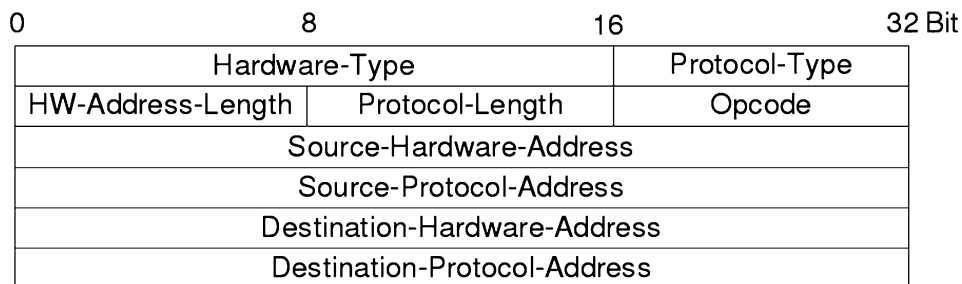 0 8 16 32 Bit
Hardware-Type Protocol-Type
HW-Address-Length Protocol-Length Opcode
Source-Hardware-Address
Source-Protocol-Address
Destination-Hardware-Address
Destination-Protocol-Address